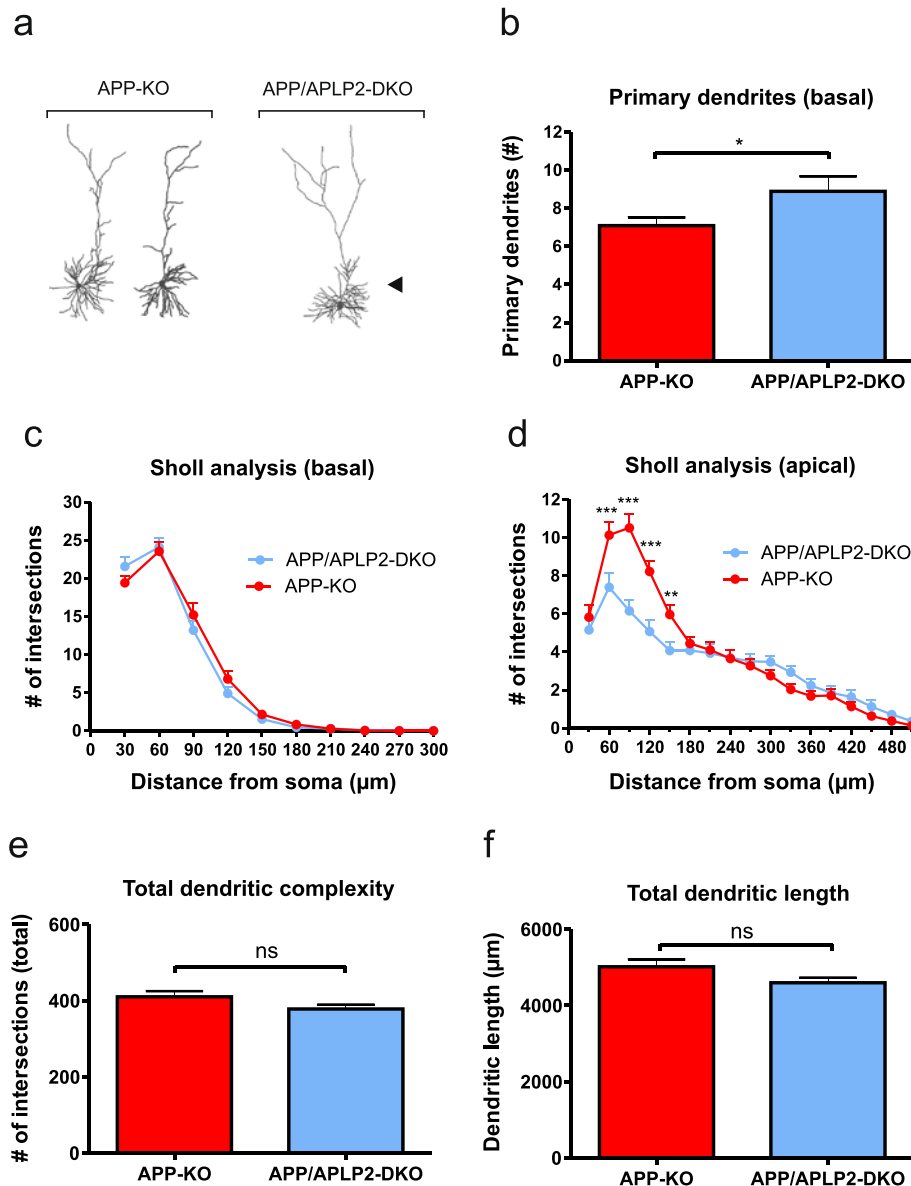 a
APP-KO
APP/APLP2-DKO
b
Primary dendrites (basal)
Primary dendrites (#)
12
10
8
6
4
2
0
*
APP-KO
APP/APLP2-DKO
c
Sholl analysis (basal)
# of intersections
30
25
20
15
10
5
0
APP/APLP2-DKO
APP-KO
0 30 60 90 120 150 180 210 240 270 300
Distance from soma (µm)
d
Sholl analysis (apical)
# of intersections
12
10
8
6
4
2
0
***
***
***
**
APP/APLP2-DKO
APP-KO
0 60 120 180 240 300 360 420 480
Distance from soma (µm)
e
Total dendritic complexity
# of intersections (total)
600
400
200
0
ns
APP-KO
APP/APLP2-DKO
f
Total dendritic length
Dendritic length (µm)
6000
4000
2000
0
ns
APP-KO
APP/APLP2-DKO